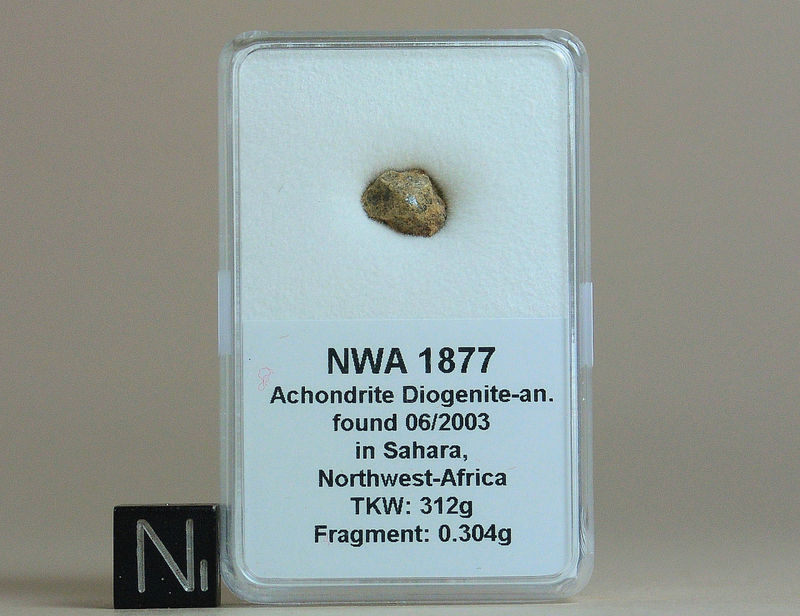 NWA 1877
Achondrite Diogenite-an.
found 06/2003
in Sahara,
Northwest-Africa
TKW: 312g
Fragment: 0.304g
N